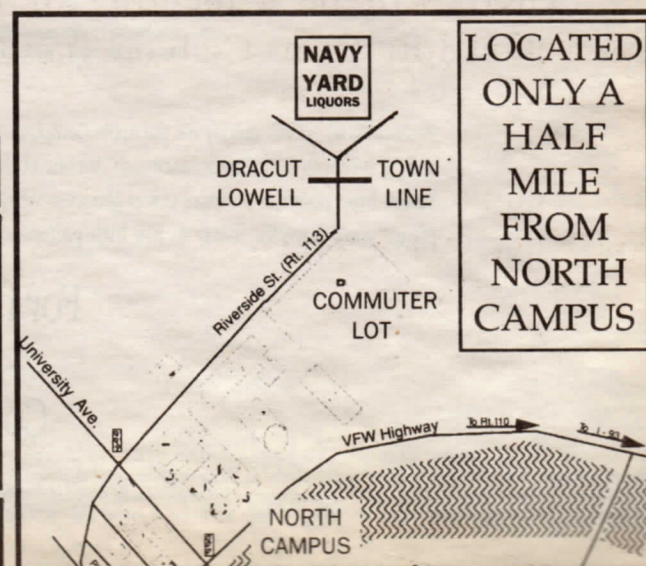 NAVY
YARD
LIQUORS
LOCATED
ONLY A
HALF
MILE
FROM
NORTH
CAMPUS
DRACUT TOWN
LOWELL LINE
Riverside St. (Rt. 113)
COMMUTER
LOT
University Ave.
VFW Highway
To Rt. 110
To I-93
NORTH
CAMPUS